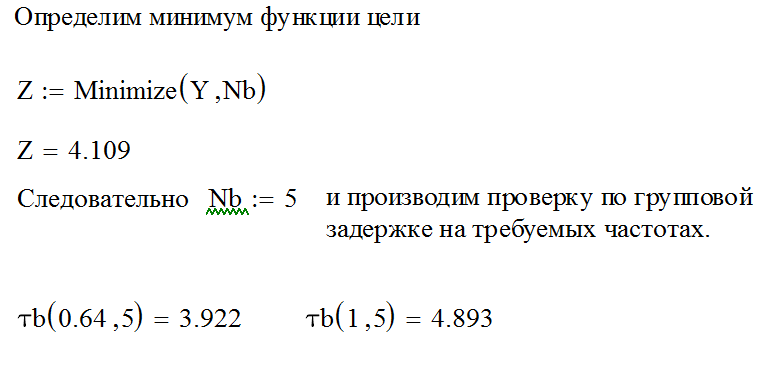 Определим минимум функции цели
Z := Minimize(Y ,Nb)
Z = 4.109
Следовательно Nb := 5 и производим проверку по групповой
задержке на требуемых частотах.
τb(0.64 ,5) = 3.922 τb(1 ,5) = 4.893